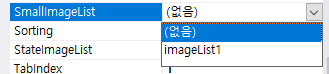 SmallImageList (없음)
Sorting (없음)
StateImageList imageList1
TabIndex